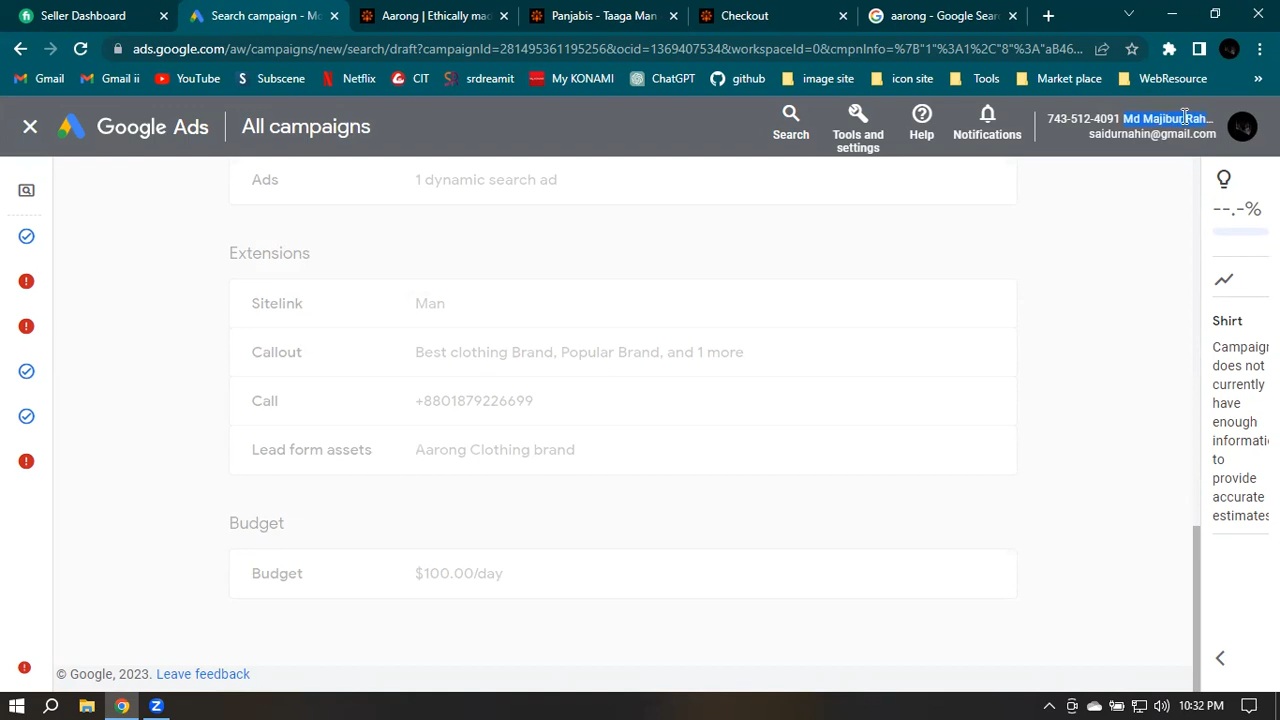 Seller Dashboard
Search campaign - Mc
Aarong | Ethically mac
Panjabis - Taaga Man
Checkout
aarong - Google Sear
ads.google.com/aw/campaigns/new/search/draft?campaignId=281495361195256&ocid=1369407534&workspaceId=0&cmpnInfo=%7B"1"%3A1%2C"8"%3A"aB46...
Gmail
Gmail ii
YouTube
Subscene
Netflix
CIT
srdreamit
My KONAMI
ChatGPT
github
image site
icon site
Tools
Market place
WebResource
»
Google Ads
All campaigns
Search
Tools and
settings
Help
Notifications
743-512-4091 Md Majibur Rah...
saidurnahin@gmail.com
Ads 1 dynamic search ad
Extensions
Sitelink Man
Callout Best clothing Brand, Popular Brand, and 1 more
Call +8801879226699
Lead form assets Aarong Clothing brand
Budget
Budget $100.00/day
© Google, 2023. Leave feedback
--.-%
Shirt
Campaign
does not
currently
have
enough
informati
to
provide
accurate
estimates
10:32 PM